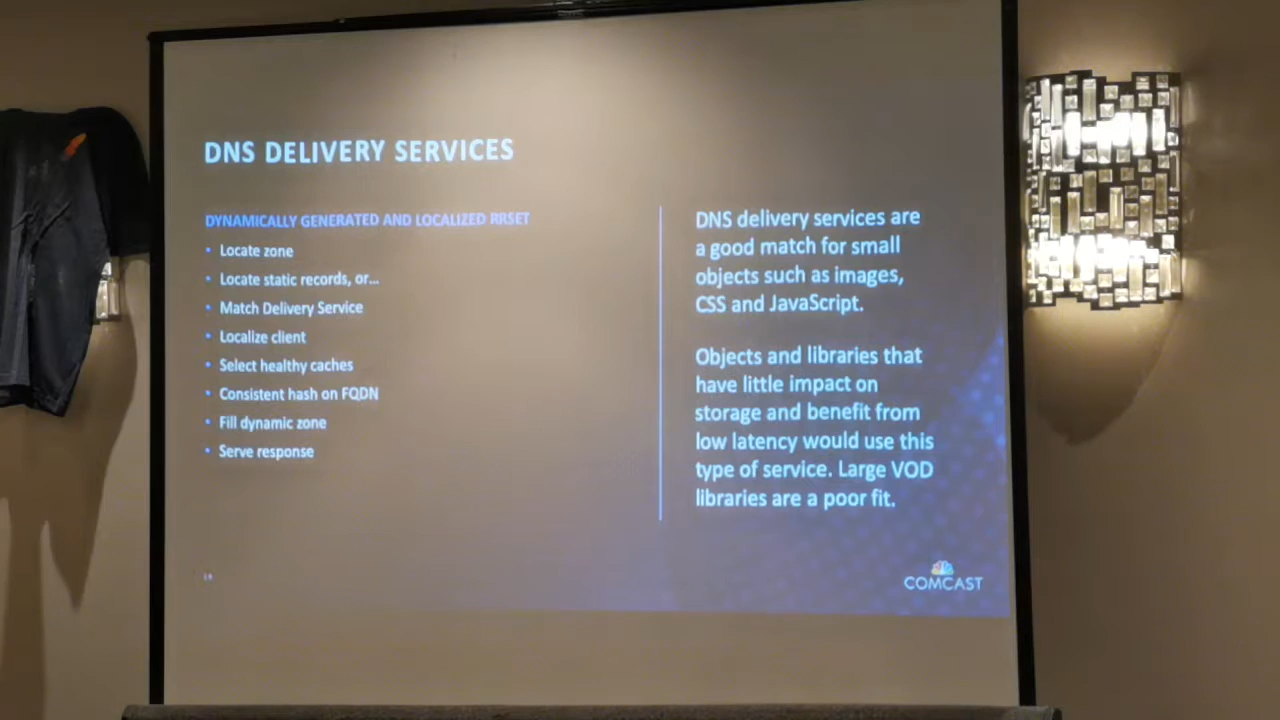 DNS DELIVERY SERVICES
DYNAMICALLY GENERATED AND LOCALIZED RRSET
• Locate zone
• Locate static records, or...
• Match Delivery Service
• Localize client
• Select healthy caches
• Consistent hash on FQDN
• Fill dynamic zone
• Serve response
DNS delivery services are
a good match for small
objects such as images,
CSS and JavaScript.
Objects and libraries that
have little impact on
storage and benefit from
low latency would use this
type of service. Large VOD
libraries are a poor fit.
COMCAST